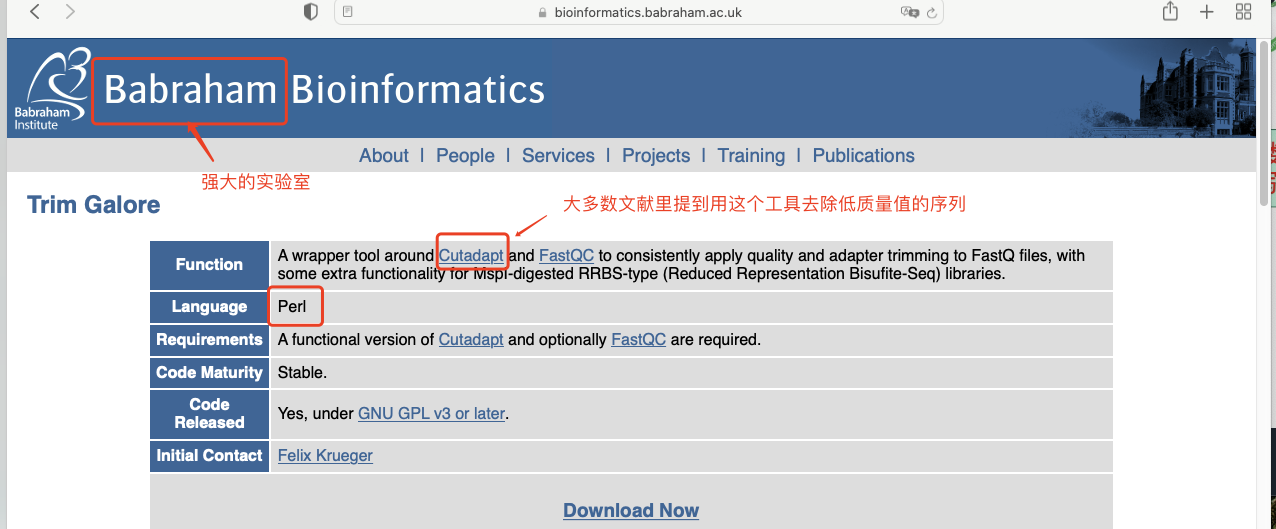 bioinformatics.babraham.ac.uk
Babraham Bioinformatics
Babraham
Institute
About | People | Services | Projects | Training | Publications
强大的实验室
大多数文献里提到用这个工具去除低质量值的序列
Trim Galore
Function
A wrapper tool around Cutadapt and FastQC to consistently apply quality and adapter trimming to FastQ files, with
some extra functionality for MspI-digested RRBS-type (Reduced Representation Bisufite-Seq) libraries.
Language
Perl
Requirements
A functional version of Cutadapt and optionally FastQC are required.
Code Maturity
Stable.
Code
Released
Yes, under GNU GPL v3 or later.
Initial Contact
Felix Krueger
Download Now